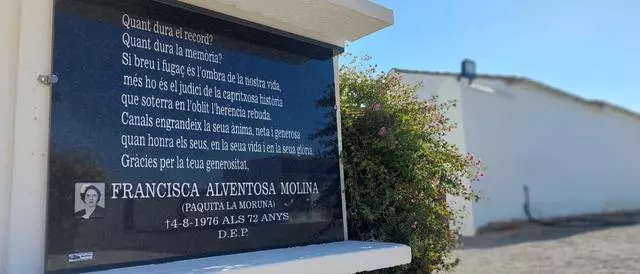 Quant dura el record?
Quant dura la memòria?
Si breu i fugaç és l'ombra de la nostra vida,
més ho és el judici de la capritxosa història
que soterra en l'oblit l'herència rebuda.
Canals engrandeix la seua ànima, neta i generosa
quan honra els seus, en la seua vida i en la seua glòria.
Gràcies per la teua generositat,
FRANCISCA ALVENTOSA MOLINA
(PAQUITA LA MORUNA)
†4-8-1976 ALS 72 ANYS
D.E.P.